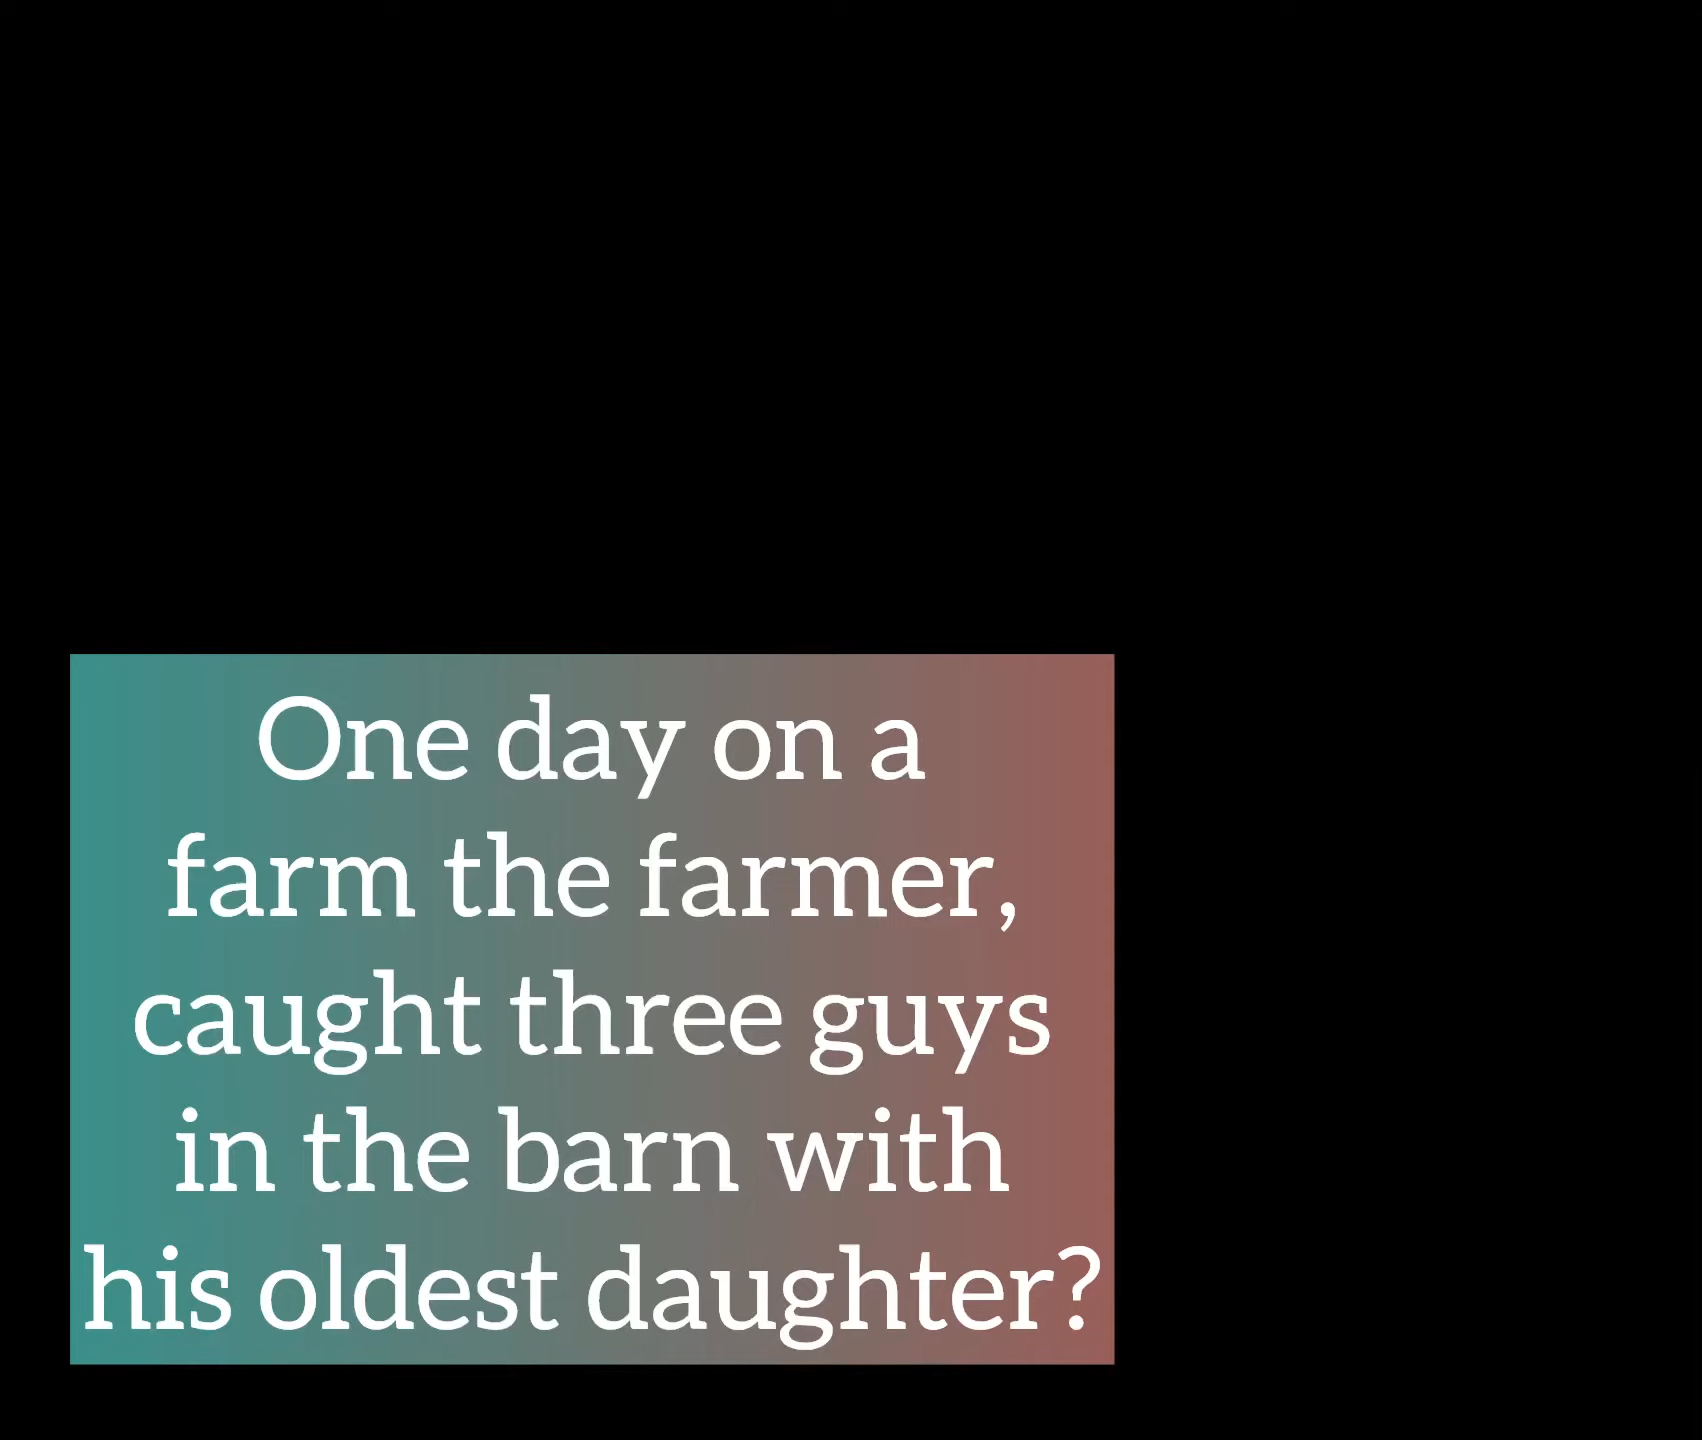 One day on a
farm the farmer,
caught three guys
in the barn with
his oldest daughter?